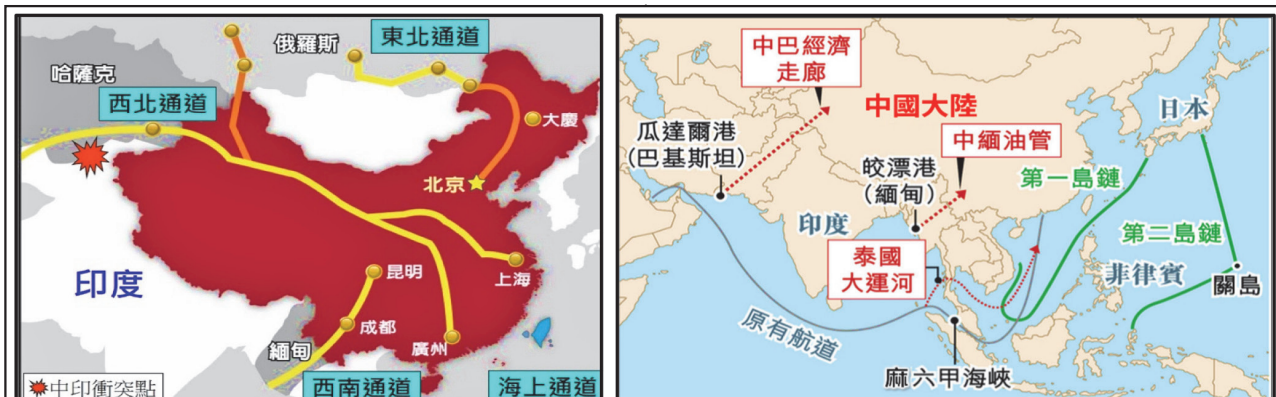 俄羅斯
東北通道
哈薩克
西北通道
大慶
北京
印度
昆明
上海
成都
緬甸
廣州
中印衝突點
西南通道
海上通道
中巴經濟
走廊
中國大陸
日本
瓜達爾港
(巴基斯坦)
中緬油管
皎漂港
(緬甸)
第一島鏈
印度
第二島鏈
泰國
大運河
菲律賓
關島
原有航道
麻六甲海峽